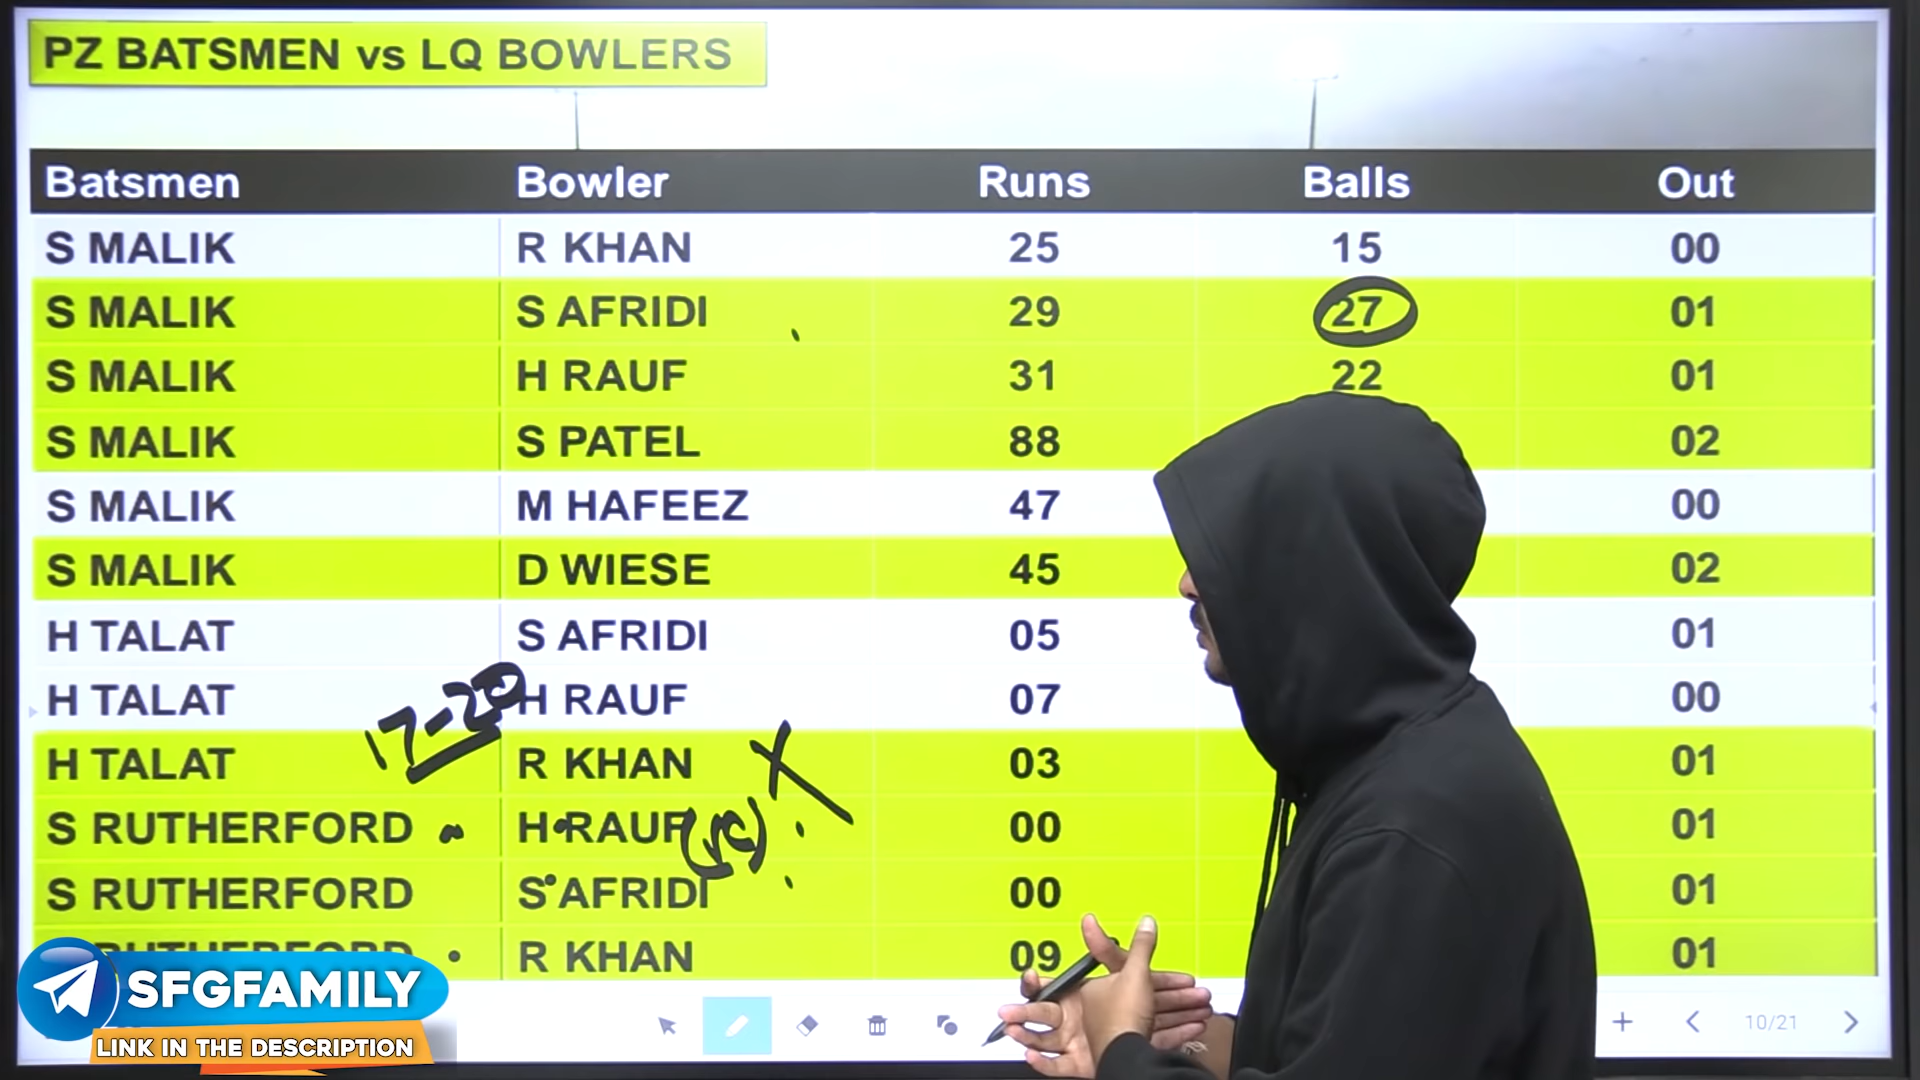 PZ BATSMEN vs LQ BOWLERS
Batsmen Bowler Runs Balls Out
S MALIK R KHAN 25 15 00
S MALIK S AFRIDI 29 27 01
S MALIK H RAUF 31 22 01
S MALIK S PATEL 88 02
S MALIK M HAFEEZ 47 00
S MALIK D WIESE 45 02
H TALAT S AFRIDI 05 01
H TALAT H RAUF 07 00
17-20
H TALAT R KHAN 03 01
S RUTHERFORD H RAUF 00 01
S RUTHERFORD S AFRIDI 00 01
RUTHERFORD R KHAN 09 01
SFGFAMILY
LINK IN THE DESCRIPTION
10/21